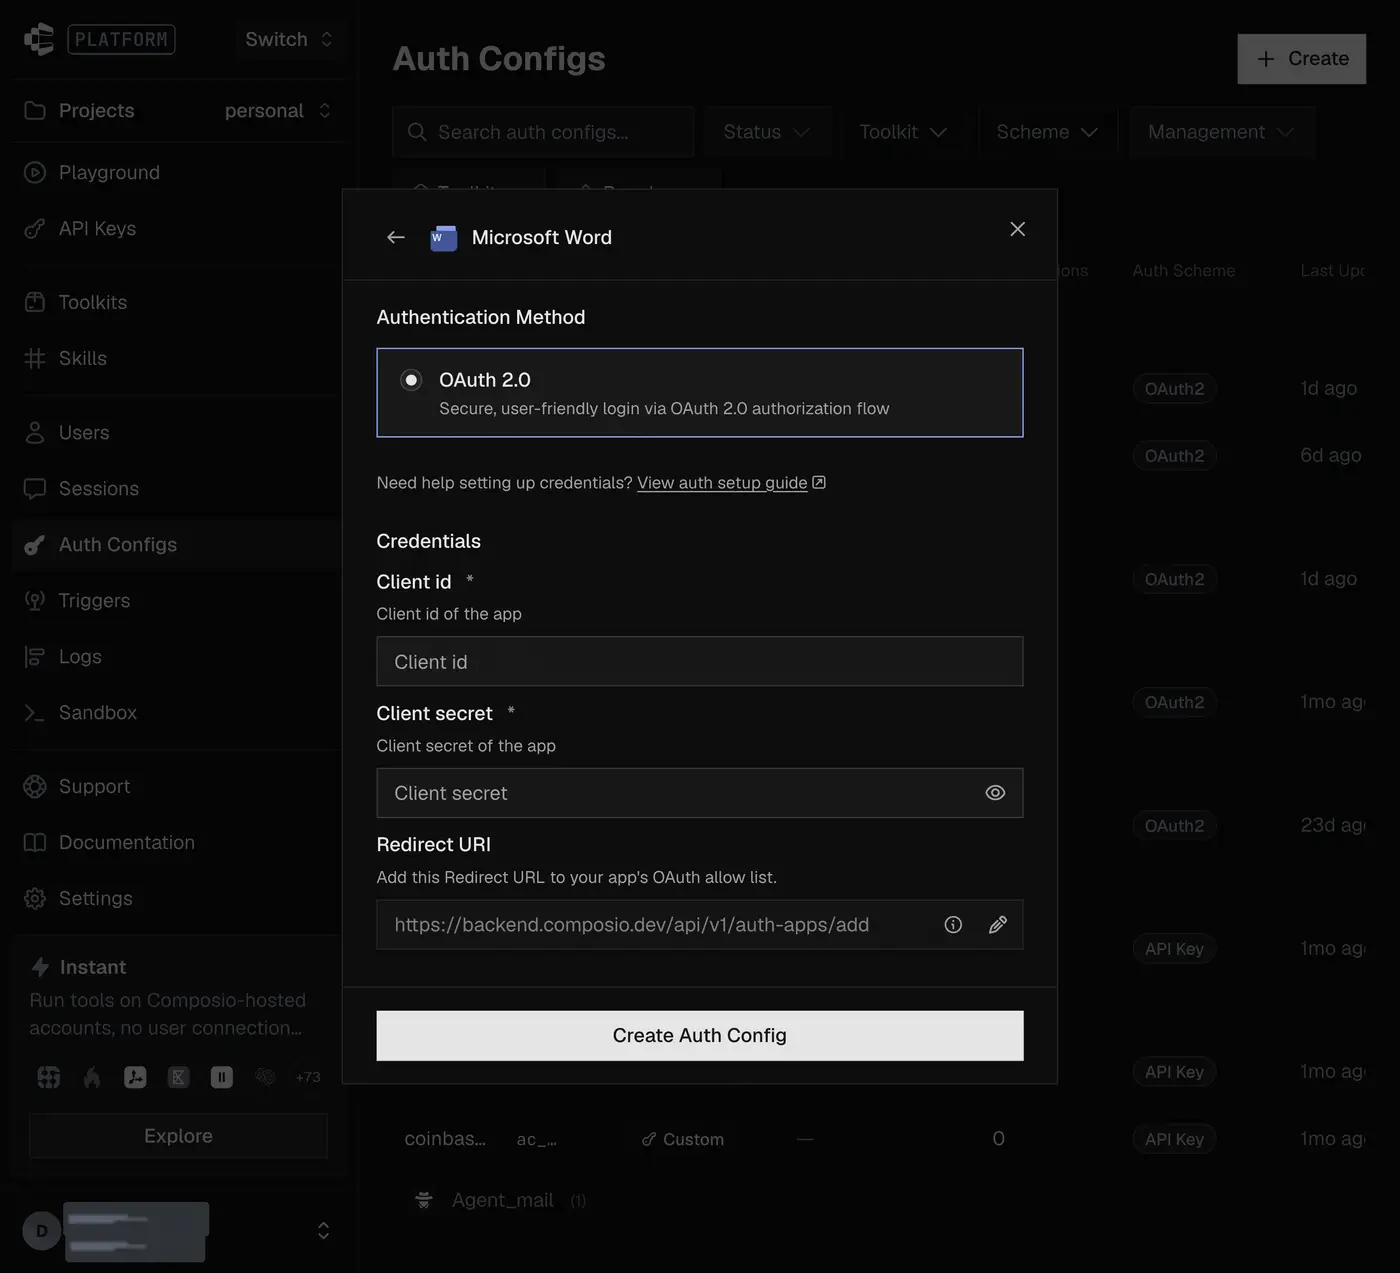 PLATFORM
Switch
Projects
personal
Playground
API Keys
Toolkits
Skills
Users
Sessions
Auth Configs
Triggers
Logs
Sandbox
Support
Documentation
Settings
Instant
Run tools on Composio-hosted
accounts, no user connection...
+73
Explore
D
Auth Configs
+ Create
Search auth configs...
Status
Toolkit
Scheme
Management
Auth Scheme
OAuth2
1d ago
OAuth2
6d ago
OAuth2
1d ago
OAuth2
1mo
OAuth2
23d
API Key
1mo
API Key
1mo
coinbas...
ac_...
Custom
—
0
API Key
1mo
Agent_mail (1)
W
Microsoft Word
Authentication Method
OAuth 2.0
Secure, user-friendly login via OAuth 2.0 authorization flow
Need help setting up credentials? View auth setup guide
Credentials
Client id *
Client id of the app
Client id
Client secret *
Client secret of the app
Client secret
Redirect URI
Add this Redirect URL to your app's OAuth allow list.
https://backend.composio.dev/api/v1/auth-apps/add
Create Auth Config